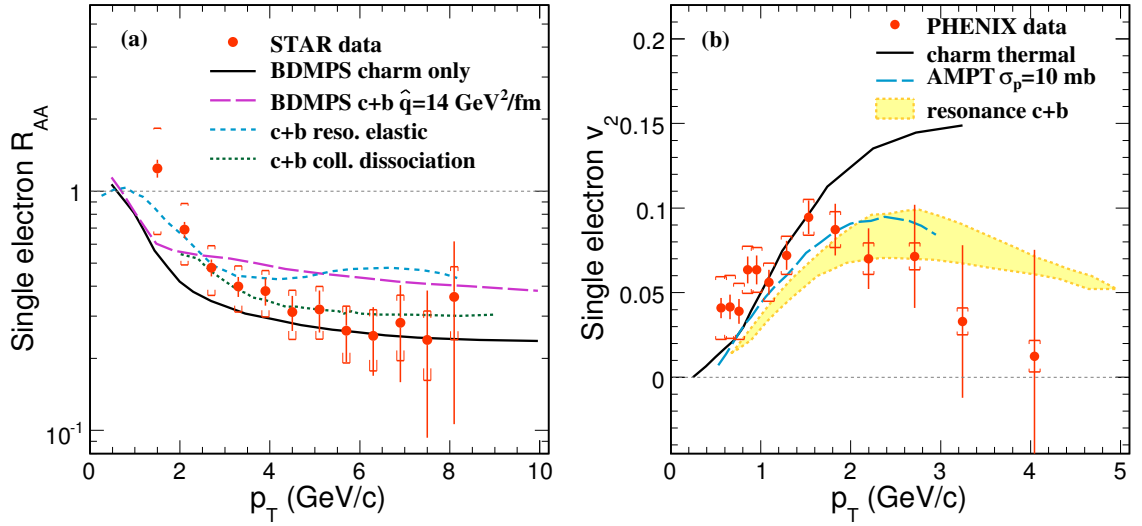 (a)
STAR data
BDMPS charm only
BDMPS c+b q̂=14 GeV²/fm
c+b reso. elastic
c+b coll. dissociation
Single electron R_AA
1
10⁻¹
0 2 4 6 8 10
p_T (GeV/c)
(b)
PHENIX data
charm thermal
AMPT σ_p=10 mb
resonance c+b
Single electron v₂
0.2
0.15
0.1
0.05
0
0 1 2 3 4 5
p_T (GeV/c)